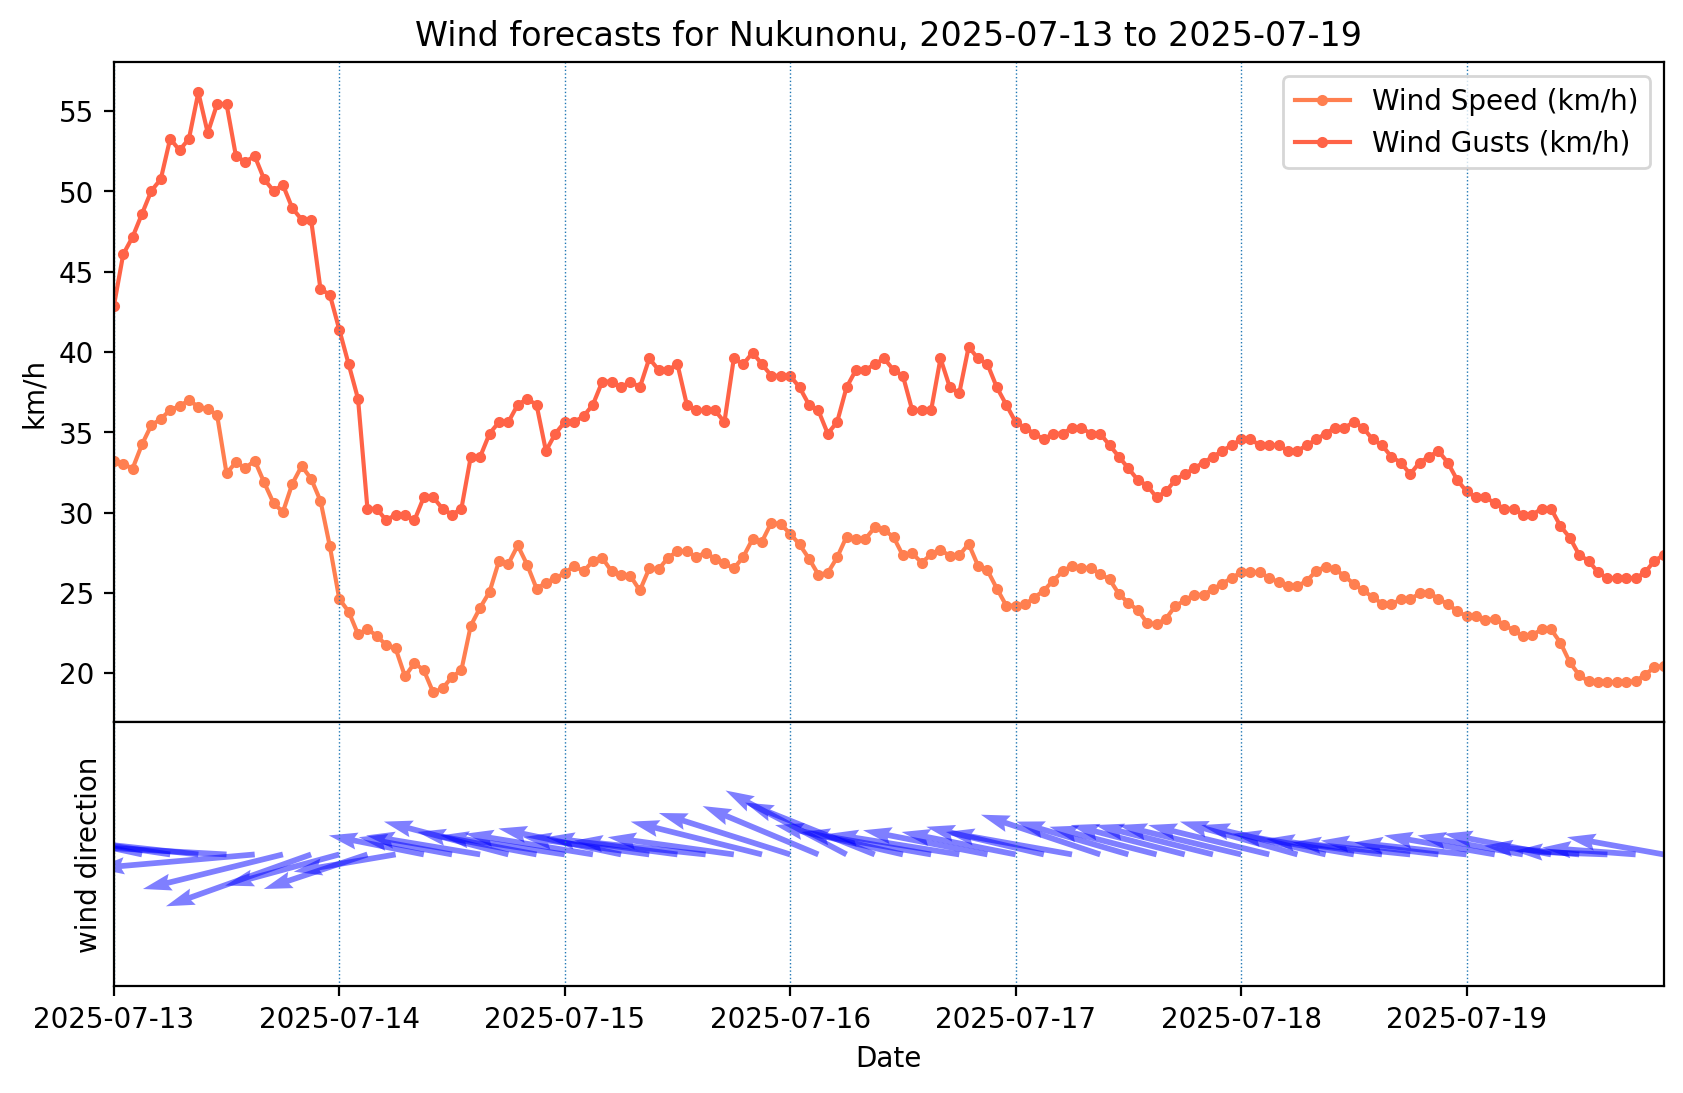 Wind forecasts for Nukunonu, 2025-07-13 to 2025-07-19
Wind Speed (km/h)
Wind Gusts (km/h)
55
50
45
40
35
30
25
20
km/h
wind direction
2025-07-13
2025-07-14
2025-07-15
2025-07-16
2025-07-17
2025-07-18
2025-07-19
Date